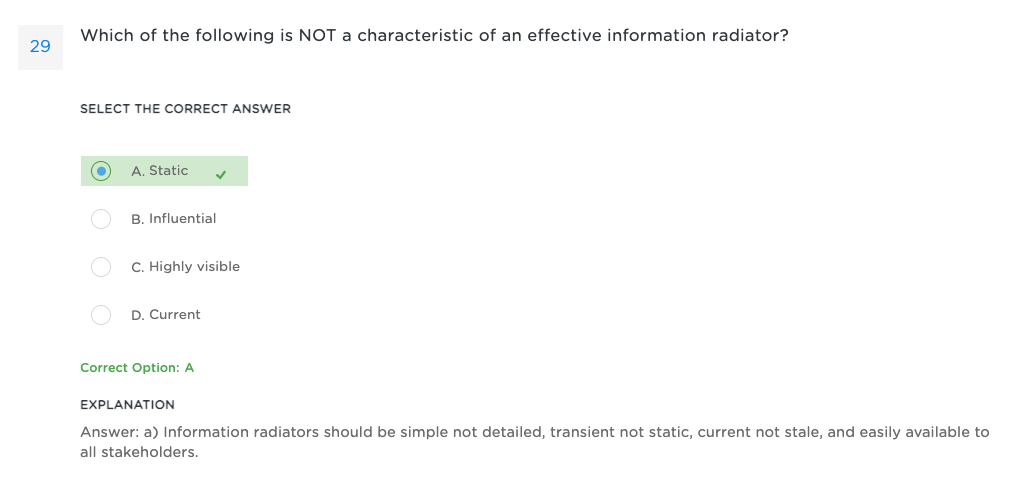 29
Which of the following is NOT a characteristic of an effective information radiator?
SELECT THE CORRECT ANSWER
A. Static
B. Influential
C. Highly visible
D. Current
Correct Option: A
EXPLANATION
Answer: a) Information radiators should be simple not detailed, transient not static, current not stale, and easily available to
all stakeholders.